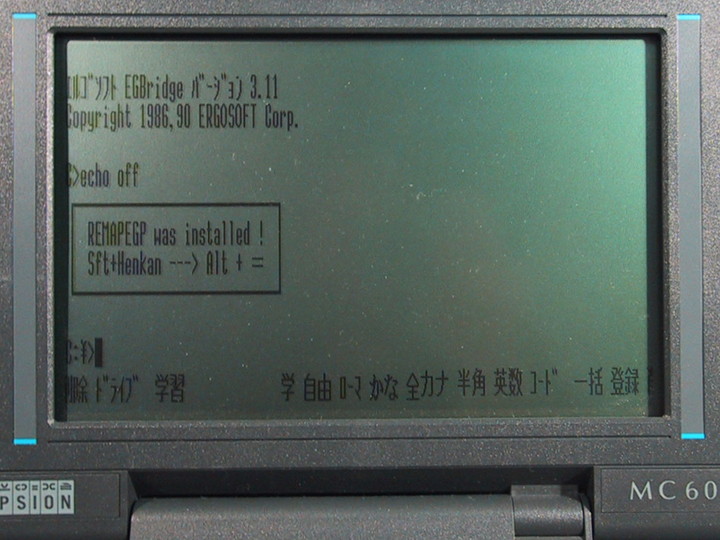 エルゴソフト EGBridge バージョン 3.11
Copyright 1986,90 ERGOSOFT Corp.
C>echo off
REMAPEGP was installed !
Sft+Henkan ---> Alt + =
C:¥>
削除 ドライブ 学習 学 自由 ローマ かな 全カナ 半角 英数 コード 一括 登録
PSION
MC 60